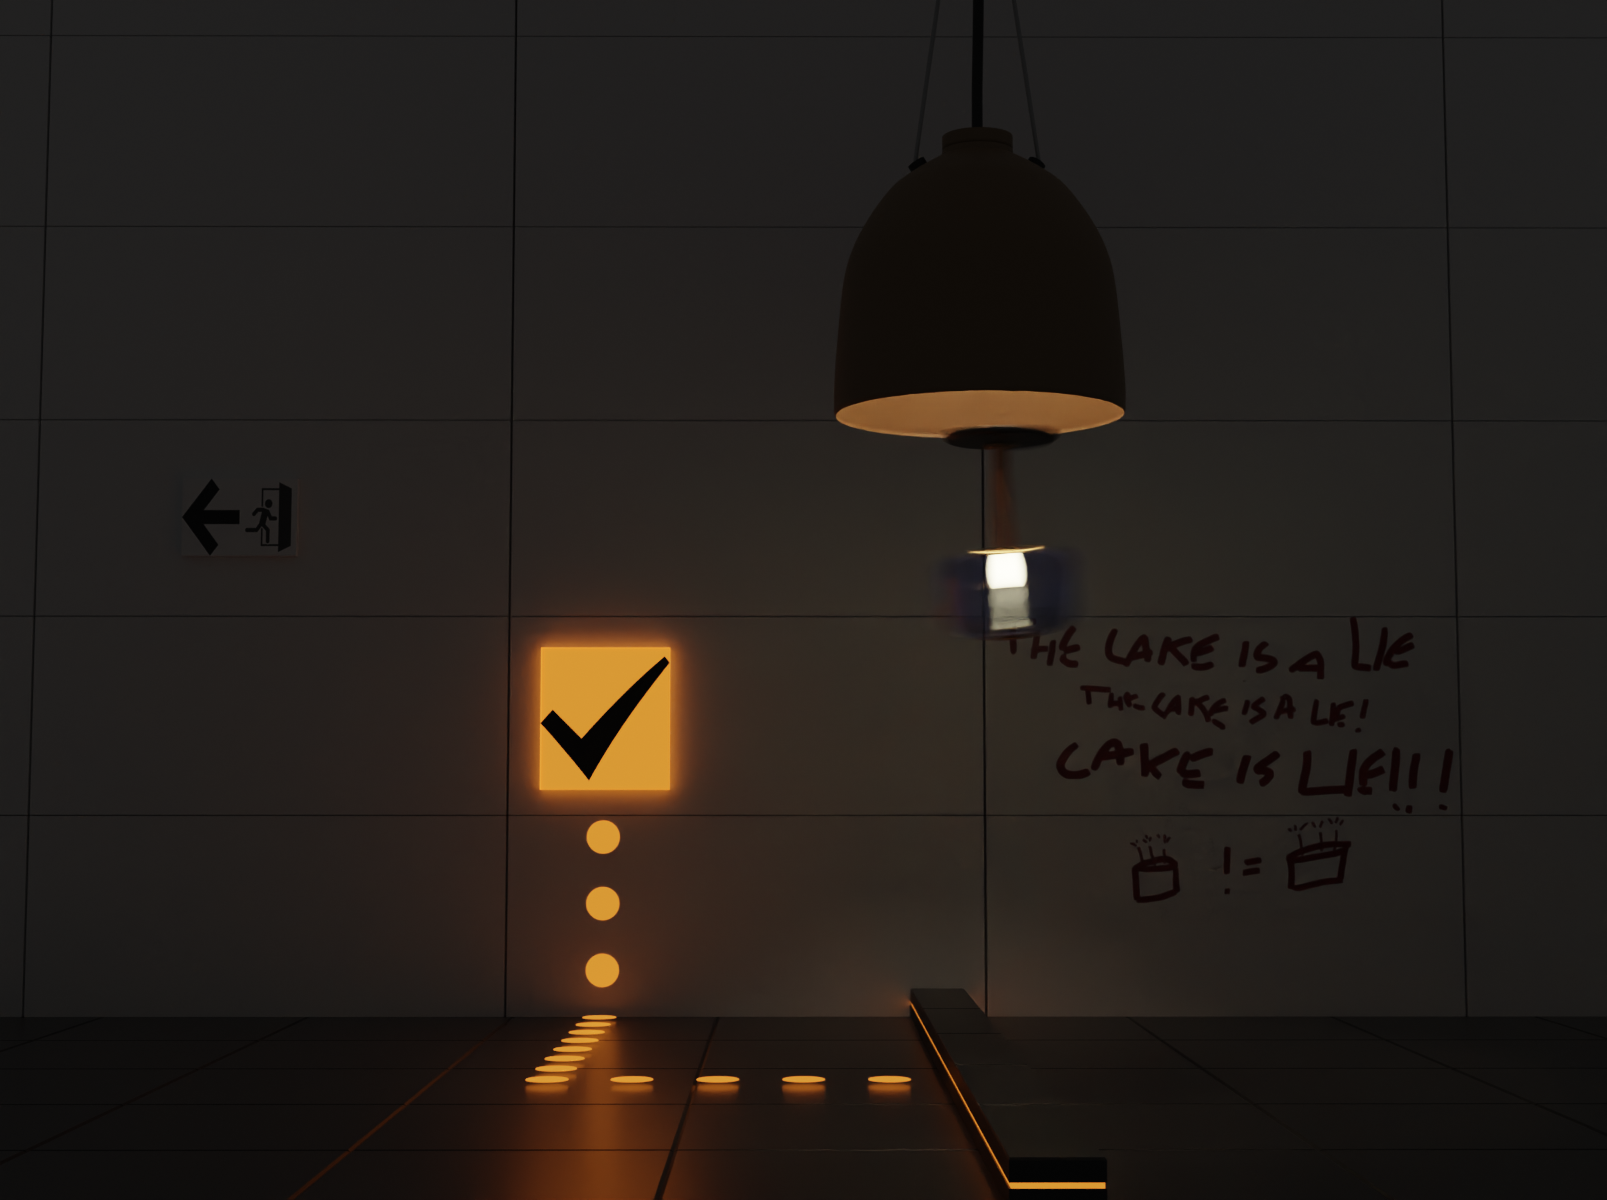 THE CAKE IS A LIE
THE CAKE IS A LIE!
CAKE IS LIE!!!
!=